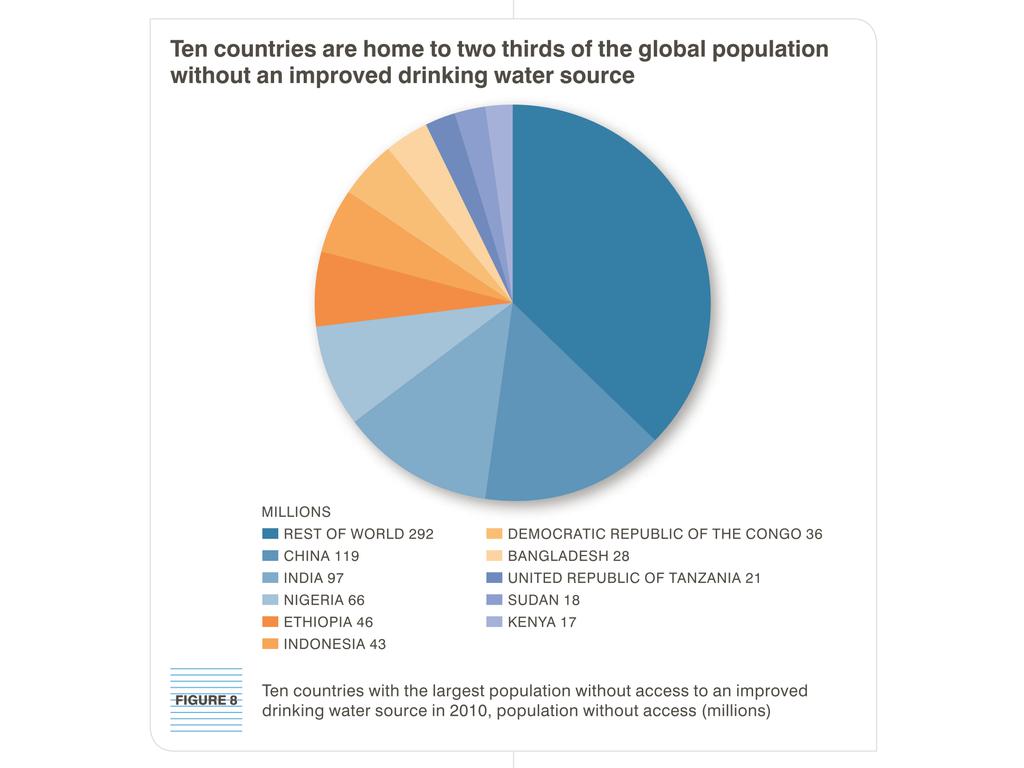 Ten countries are home to two thirds of the global population
without an improved drinking water source
MILLIONS
REST OF WORLD 292
CHINA 119
INDIA 97
NIGERIA 66
ETHIOPIA 46
INDONESIA 43
DEMOCRATIC REPUBLIC OF THE CONGO 36
BANGLADESH 28
UNITED REPUBLIC OF TANZANIA 21
SUDAN 18
KENYA 17
FIGURE 8
Ten countries with the largest population without access to an improved
drinking water source in 2010, population without access (millions)